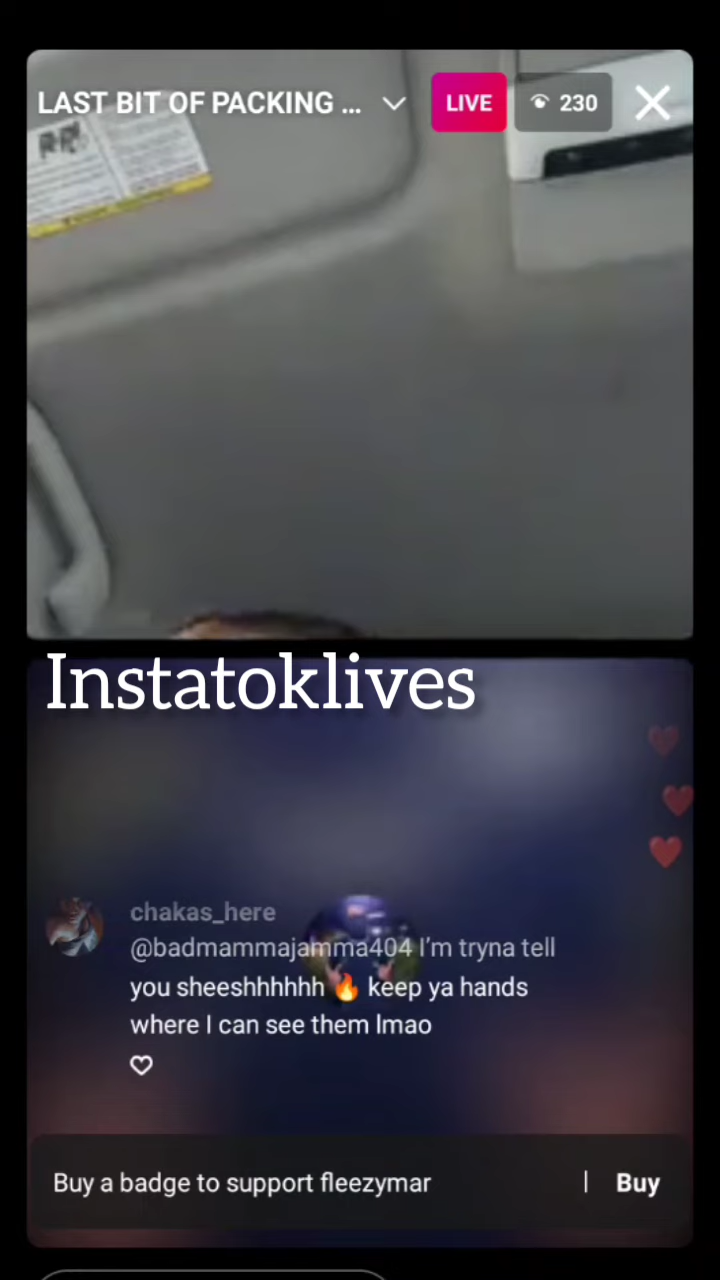 LAST BIT OF PACKING ...
LIVE
230
Instatoklives
chakas_here
@badmammajamma404 I'm tryna tell
you sheeshhhhhh 🔥 keep ya hands
where I can see them lmao
Buy a badge to support fleezymar | Buy